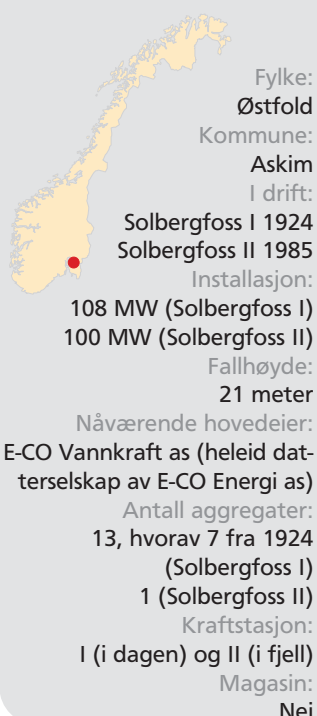 Fylke:
Østfold
Kommune:
Askim
I drift:
Solbergfoss I 1924
Solbergfoss II 1985
Installasjon:
108 MW (Solbergfoss I)
100 MW (Solbergfoss II)
Fallhøyde:
21 meter
Nåværende hovedeier:
E-CO Vannkraft as (heleid dat-
terselskap av E-CO Energi as)
Antall aggregater:
13, hvorav 7 fra 1924
(Solbergfoss I)
1 (Solbergfoss II)
Kraftstasjon:
I (i dagen) og II (i fjell)
Magasin:
Nei